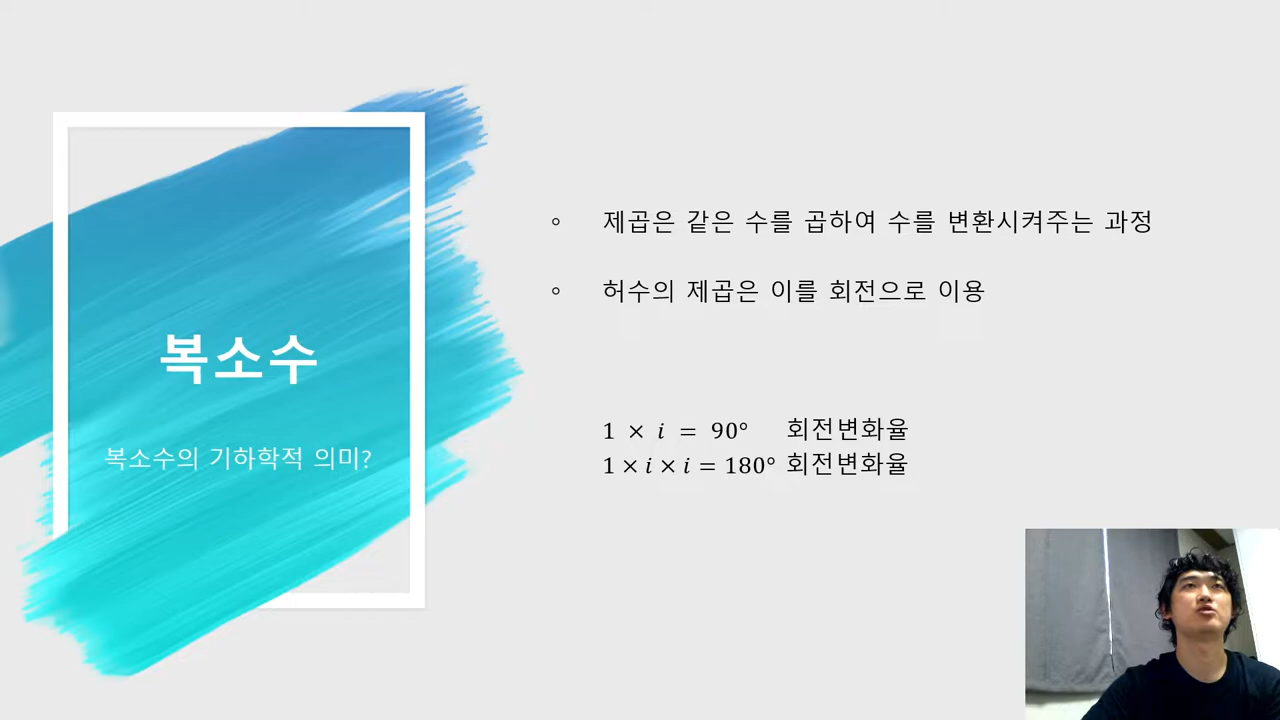 복소수
복소수의 기하학적 의미?
◦ 제곱은 같은 수를 곱하여 수를 변환시켜주는 과정
◦ 허수의 제곱은 이를 회전으로 이용
1 × i = 90° 회전변화율
1 × i × i = 180° 회전변화율